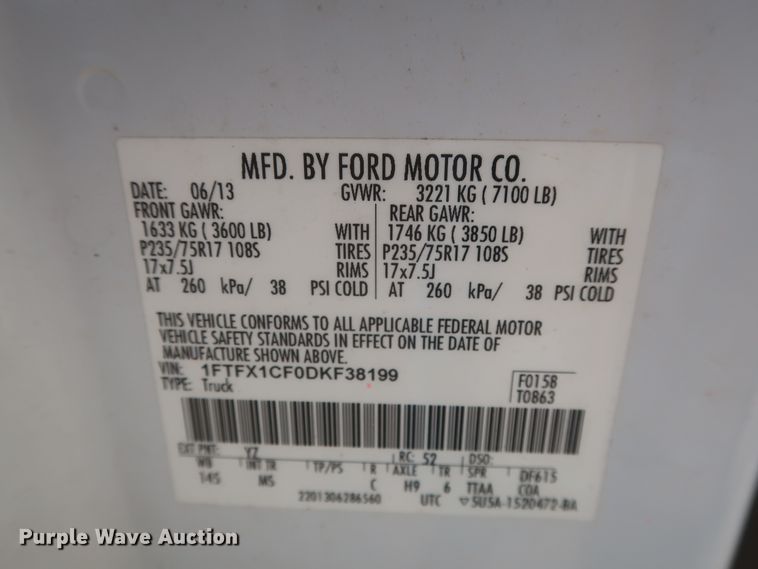 MFD. BY FORD MOTOR CO.
DATE: 06/13 GVWR: 3221 KG ( 7100 LB)
FRONT GAWR: REAR GAWR:
1633 KG ( 3600 LB) WITH 1746 KG ( 3850 LB) WITH
P235/75R17 108S TIRES P235/75R17 108S TIRES
17x7.5J RIMS 17x7.5J RIMS
AT 260 kPa/ 38 PSI COLD AT 260 kPa/ 38 PSI COLD
THIS VEHICLE CONFORMS TO ALL APPLICABLE FEDERAL MOTOR
VEHICLE SAFETY STANDARDS IN EFFECT ON THE DATE OF
MANUFACTURE SHOWN ABOVE.
VIN: 1FTFX1CF0DKF38199 F0158
TYPE: Truck T0863
EXT PNT: YZ RC: 52 DSO:
WB INT TR TP/PS R AXLE TR SPR DF615
145 MS C H9 6 TTAA COA
2201306286560 UTC ▽ 5U5A-1520472-BA
Purple Wave Auction